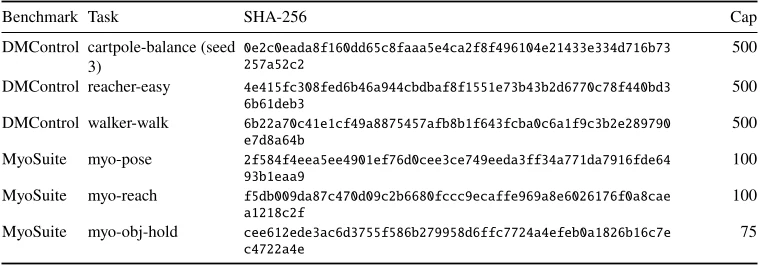 Benchmark Task SHA-256 Cap
DMControl cartpole-balance (seed 0e2c0eada8f160dd65c8faaa5e4ca2f8f496104e21433e334d716b73 500
3) 257a52c2
DMControl reacher-easy 4e415fc308fed6b46a944cbdbaf8f1551e73b43b2d6770c78f440bd3 500
6b61deb3
DMControl walker-walk 6b22a70c41e1cf49a8875457afb8b1f643fcba0c6a1f9c3b2e289790 500
e7d8a64b
MyoSuite myo-pose 2f584f4eea5ee4901ef76d0cee3ce749eeda3ff34a771da7916fde64 100
93b1eaa9
MyoSuite myo-reach f5db009da87c470d09c2b6680fccc9ecaffe969a8e6026176f0a8cae 100
a1218c2f
MyoSuite myo-obj-hold cee612ede3ac6d3755f586b279958d6ffc7724a4efeb0a1826b16c7e 75
c4722a4e